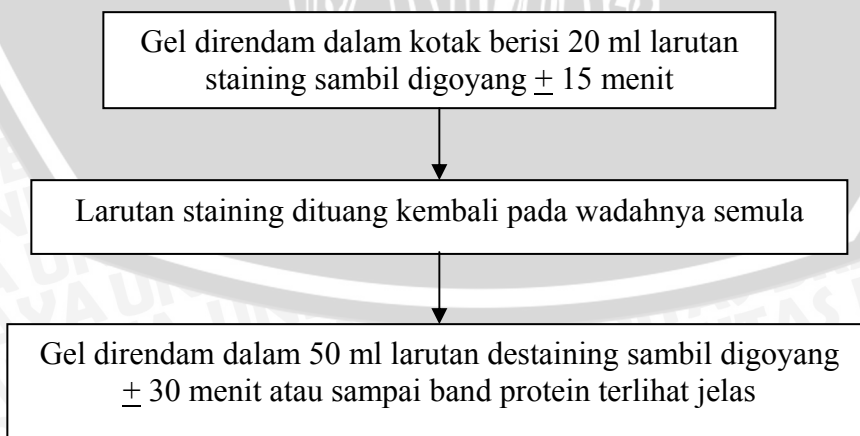 Gel direndam dalam kotak berisi 20 ml larutan
staining sambil digoyang ± 15 menit
Larutan staining dituang kembali pada wadahnya semula
Gel direndam dalam 50 ml larutan destaining sambil digoyang
± 30 menit atau sampai band protein terlihat jelas